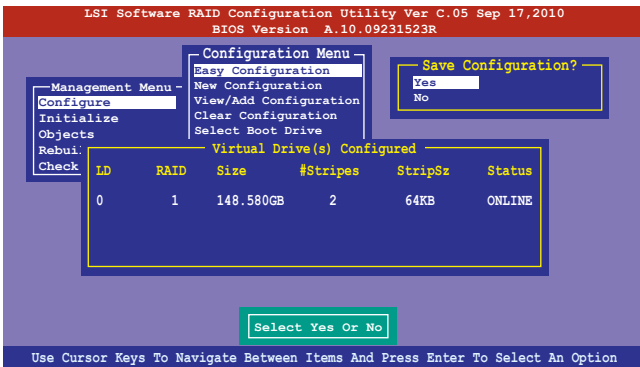 LSI Software RAID Configuration Utility Ver C.05 Sep 17,2010
BIOS Version A.10.09231523R
Management Menu
Configure
Initialize
Objects
Check
Configuration Menu
Easy Configuration
New Configuration
View/Add Configuration
Clear Configuration
Select Boot Drive
Save Configuration?
Yes
No
Virtual Drive(s) Configured
LD RAID Size #Stripes StripSz Status
0 1 148.580GB 2 64KB ONLINE
Select Yes Or No
Use Cursor Keys To Navigate Between Items And Press Enter To Select An Option